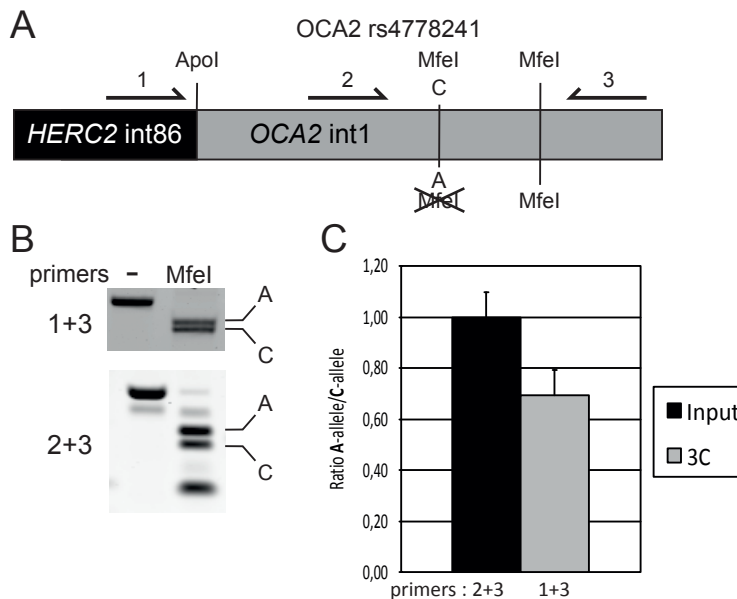 A
OCA2 rs4778241
ApoI MfeI MfeI
1 2 C 3
HERC2 int86 OCA2 int1
A
MfeI MfeI
B
primers – MfeI
1+3
A
C
2+3
A
C
C
Ratio A-allele/C-allele
1,20
1,00
0,80
0,60
0,40
0,20
0,00
primers : 2+3 1+3
Input
3C